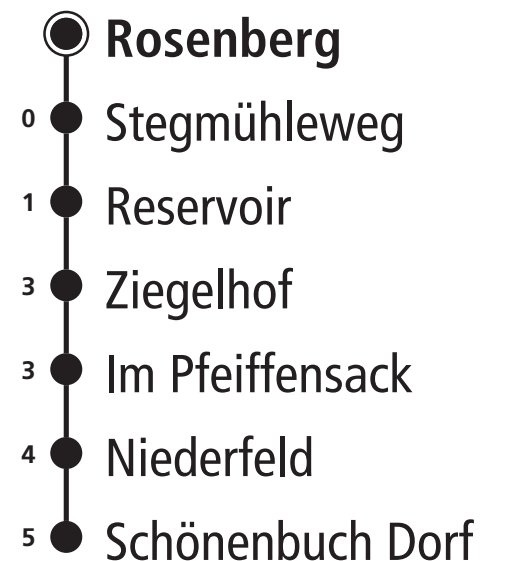 Rosenberg
0 Stegmühleweg
1 Reservoir
3 Ziegelhof
3 Im Pfeiffensack
4 Niederfeld
5 Schönenbuch Dorf